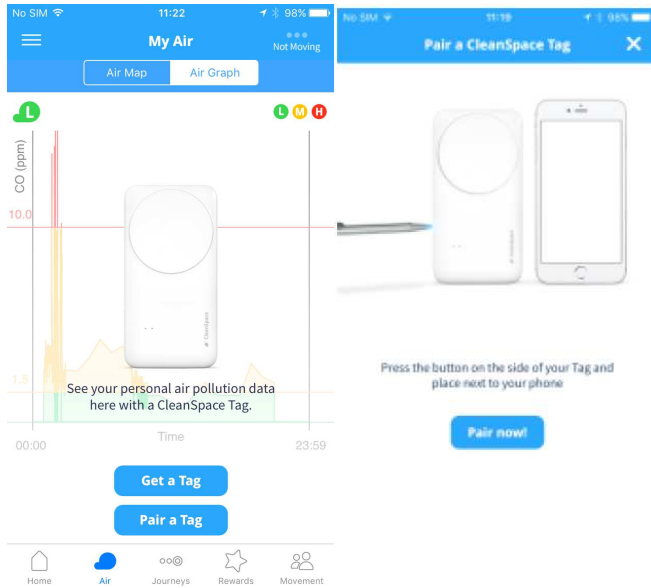 No SIM 11:22 98%
My Air
Not Moving
Air Map Air Graph
L
L M H
CO (ppm)
10.0
1.5
CleanSpace
See your personal air pollution data
here with a CleanSpace Tag.
00:00 Time 23:59
Get a Tag
Pair a Tag
Home Air Journeys Rewards Movement
No SIM 11:19 98%
Pair a CleanSpace Tag X
CleanSpace
Press the button on the side of your Tag and
place next to your phone
Pair now!